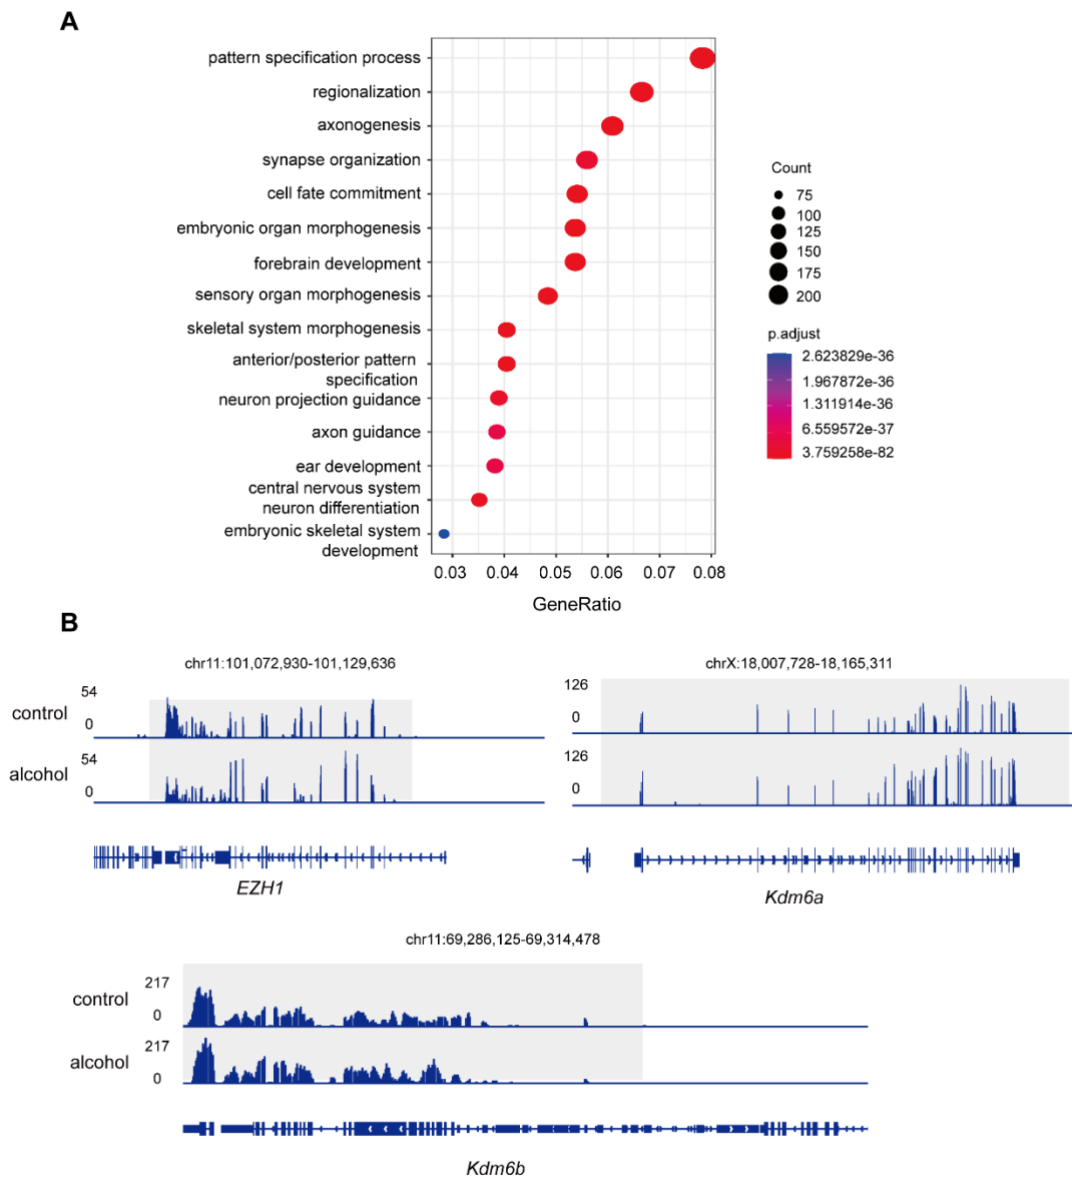 A
pattern specification process
regionalization
axonogenesis
synapse organization
cell fate commitment
embryonic organ morphogenesis
forebrain development
sensory organ morphogenesis
skeletal system morphogenesis
anterior/posterior pattern
specification
neuron projection guidance
axon guidance
ear development
central nervous system
neuron differentiation
embryonic skeletal system
development
0.03 0.04 0.05 0.06 0.07 0.08
GeneRatio
Count
75
100
125
150
175
200
p.adjust
2.623829e-36
1.967872e-36
1.311914e-36
6.559572e-37
3.759258e-82
B
chr11:101,072,930-101,129,636
control
54
0
alcohol
54
0
EZH1
chrX:18,007,728-18,165,311
126
0
126
0
Kdm6a
chr11:69,286,125-69,314,478
control
217
0
alcohol
217
0
Kdm6b